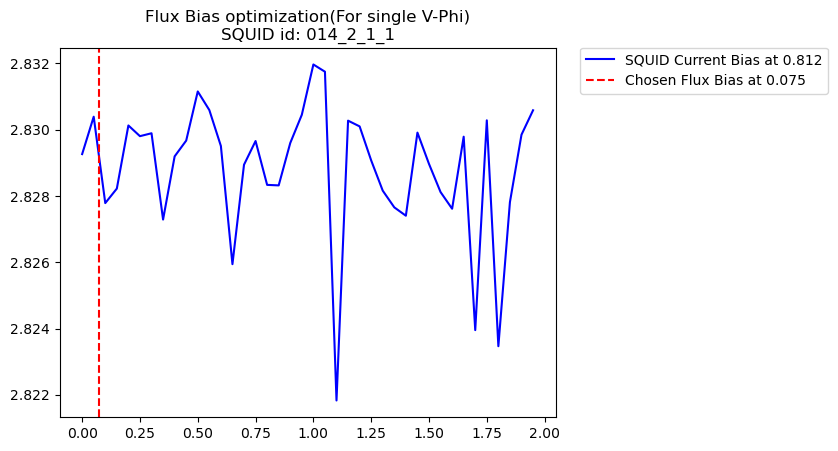 Flux Bias optimization(For single V-Phi)
SQUID id: 014_2_1_1
SQUID Current Bias at 0.812
Chosen Flux Bias at 0.075
2.832
2.830
2.828
2.826
2.824
2.822
0.00 0.25 0.50 0.75 1.00 1.25 1.50 1.75 2.00